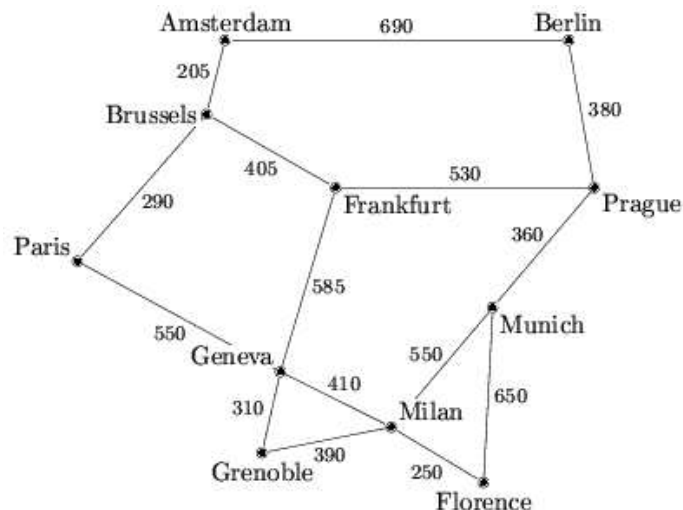 Amsterdam
690
Berlin
205
Brussels
380
405
530
Frankfurt
Prague
290
360
Paris
585
Munich
550
Geneva
550
410
650
310
Milan
390
Grenoble
250
Florence